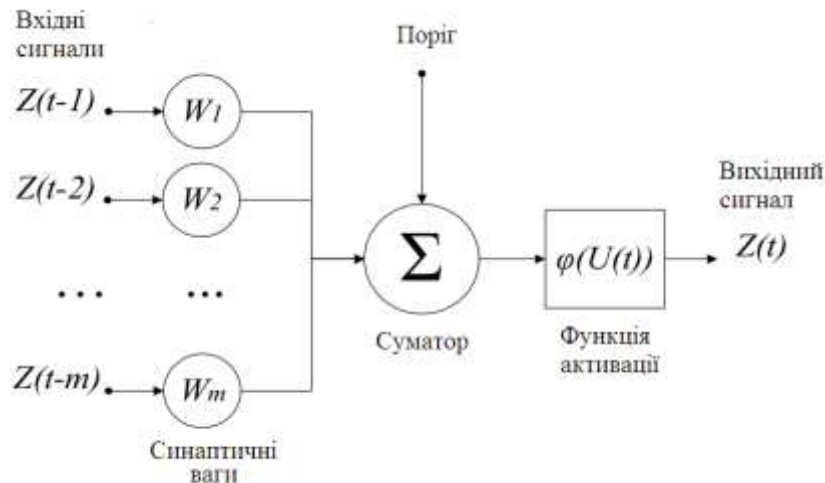 Вхідні
сигнали
Поріг
Z(t-1)
W1
Z(t-2)
W2
... ...
Z(t-m)
Wm
Синаптичні
ваги
Σ
Суматор
φ(U(t))
Функція
активації
Вихідний
сигнал
Z(t)